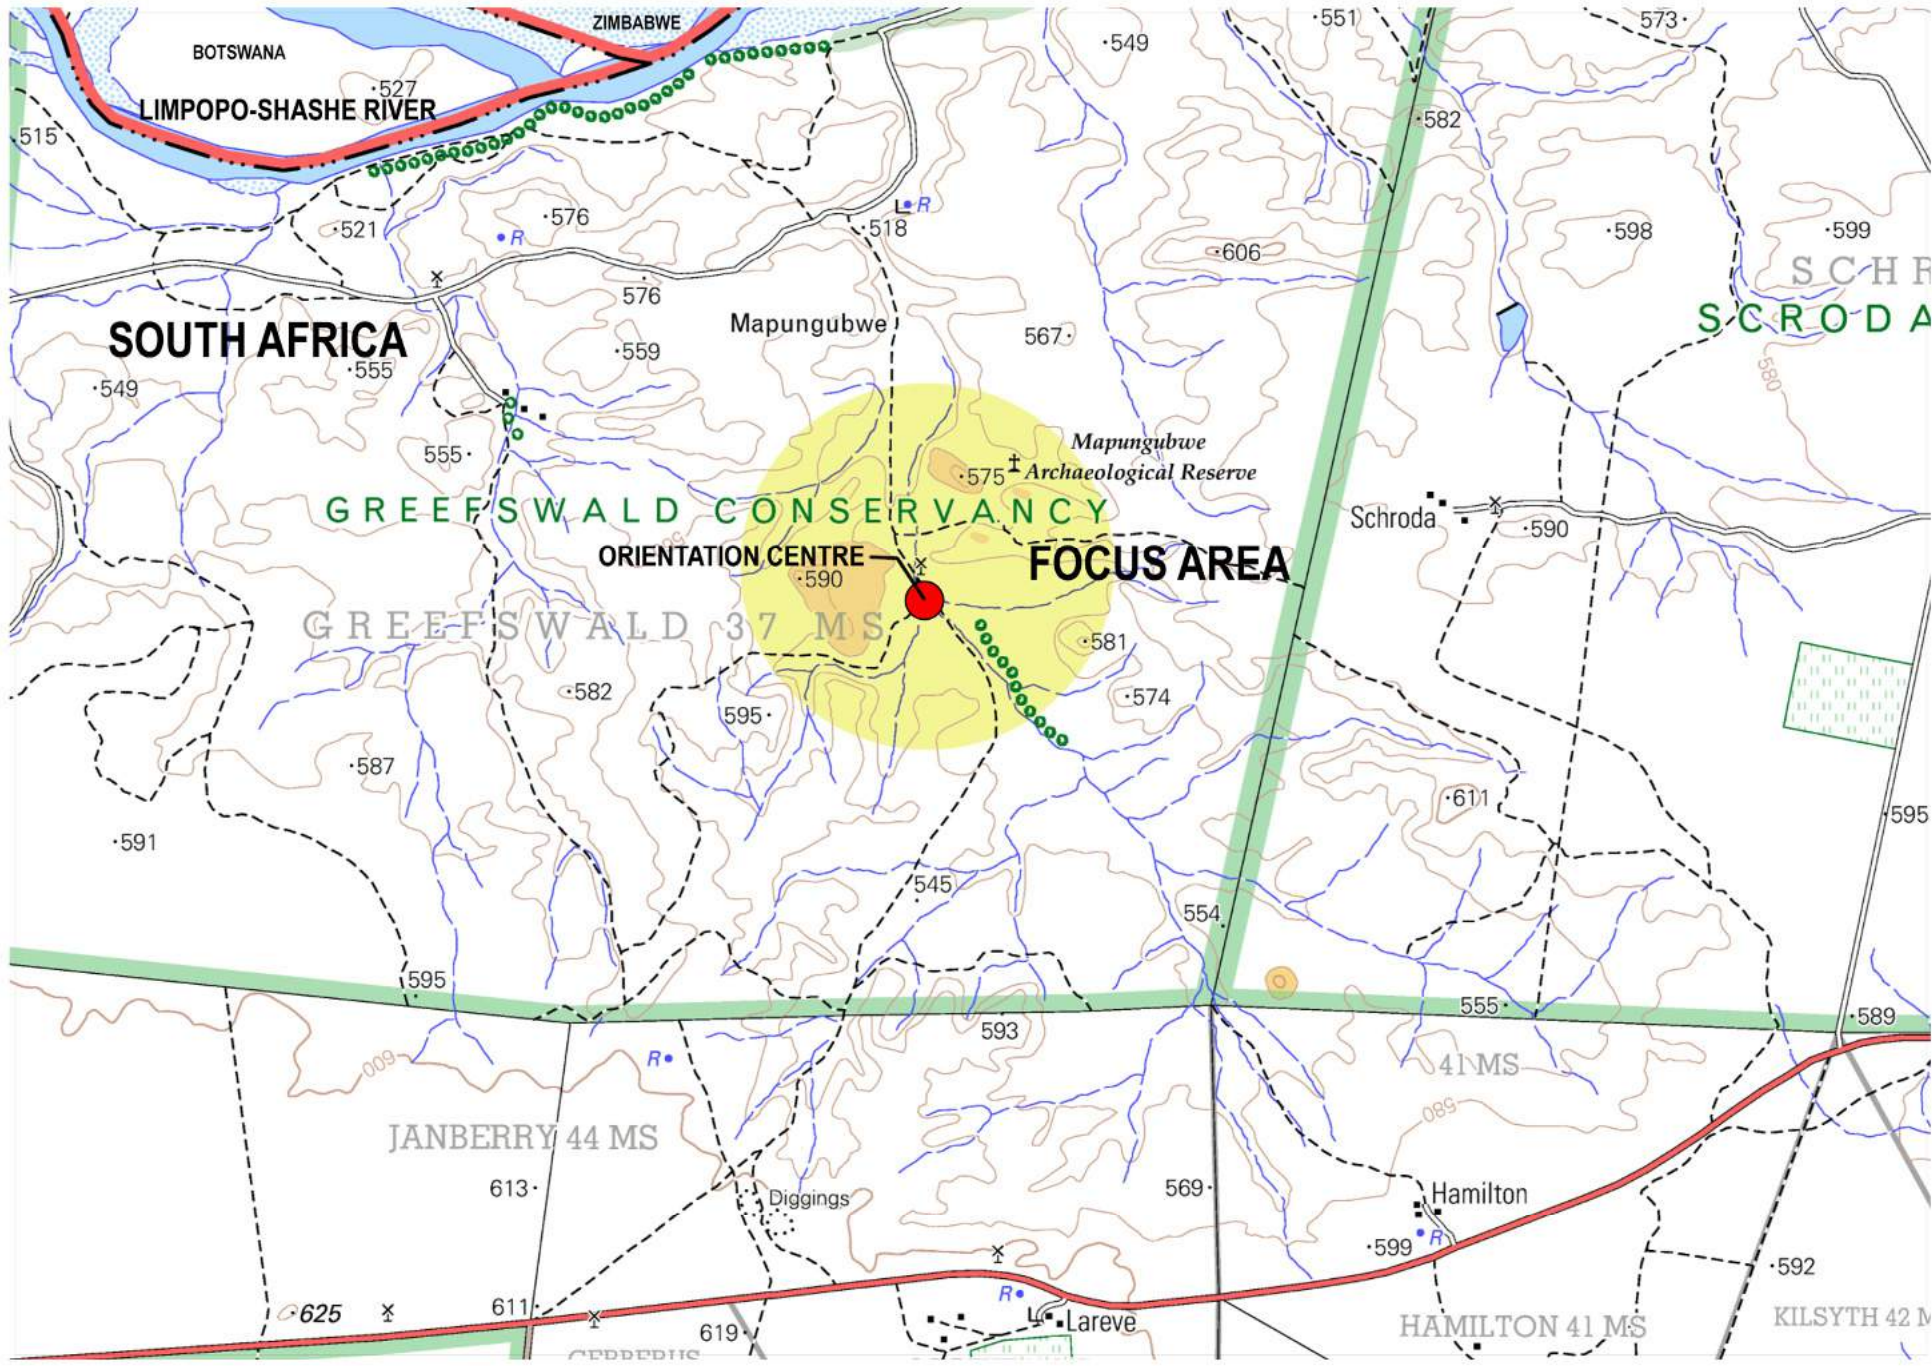 ZIMBABWE
551
573
549
BOTSWANA
527
LIMPOPO-SHASHE RIVER
582
515
576
R
521
R
518
606
598
599
576
SCHR
SCRODA
Mapungubwe
567
SOUTH AFRICA
559
555
549
580
555
Mapungubwe
575
Archaeological Reserve
GREEFSWALD CONSERVANCY
Schroda
590
ORIENTATION CENTRE
FOCUS AREA
590
GREEFSWALD 37 MS
581
582
595
574
587
611
595
591
545
554
595
555
589
593
R
600
41 MS
580
JANBERRY 44 MS
613
Diggings
569
Hamilton
R
599
592
R
625
611
619
Lareve
HAMILTON 41 MS
KILSYTH 42 M